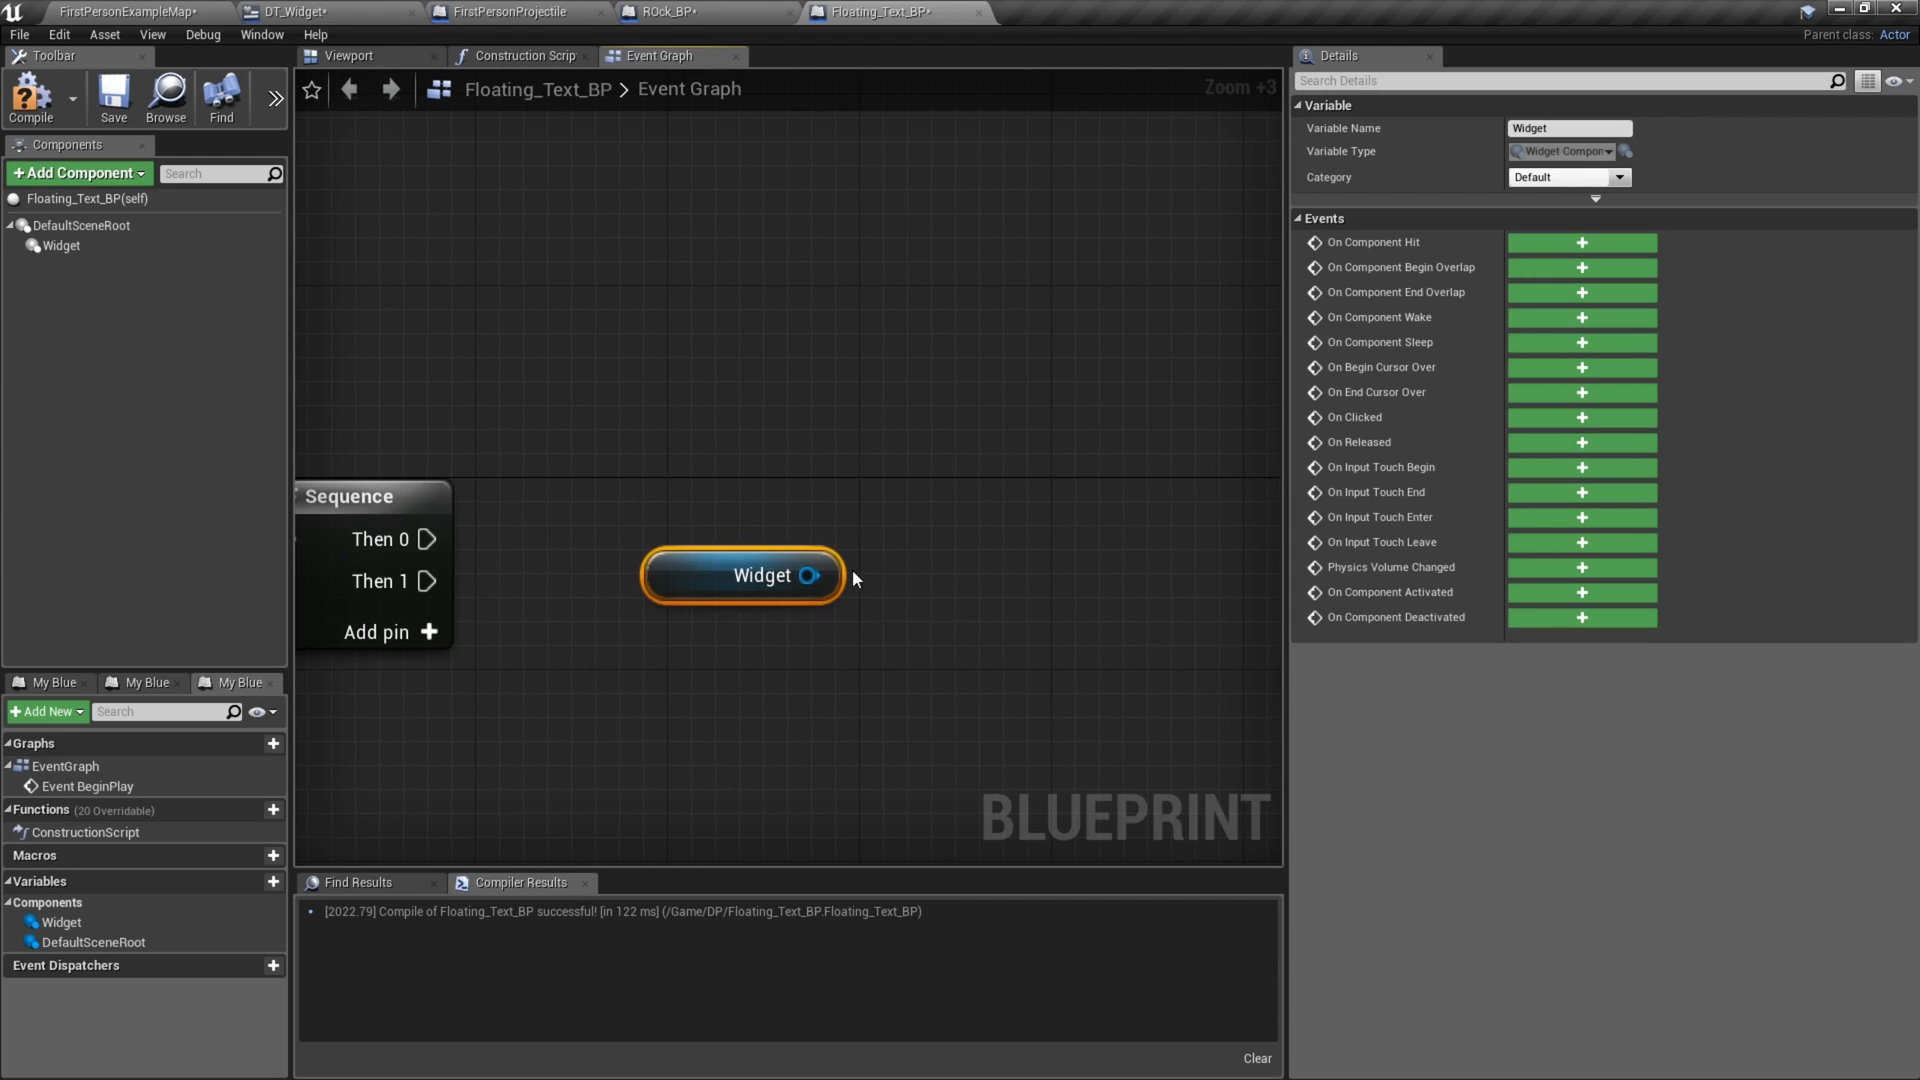 FirstPersonExampleMap*
DT_Widget*
FirstPersonProjectile
ROck_BP*
Floating_Text_BP*
File Edit Asset View Debug Window Help
Parent class: Actor
Toolbar
Compile
Save
Browse
Find
Components
+Add Component
Search
Floating_Text_BP(self)
DefaultSceneRoot
Widget
My Blue
My Blue
My Blue
+Add New
Search
Graphs
EventGraph
Event BeginPlay
Functions (20 Overridable)
ConstructionScript
Macros
Variables
Components
Widget
DefaultSceneRoot
Event Dispatchers
Viewport
Construction Scrip
Event Graph
Floating_Text_BP > Event Graph
Zoom +3
Sequence
Then 0
Then 1
Add pin
Widget
BLUEPRINT
Find Results
Compiler Results
[2022.79] Compile of Floating_Text_BP successful! [in 122 ms] (/Game/DP/Floating_Text_BP.Floating_Text_BP)
Clear
Details
Search Details
Variable
Variable Name Widget
Variable Type Widget Compon
Category Default
Events
On Component Hit
On Component Begin Overlap
On Component End Overlap
On Component Wake
On Component Sleep
On Begin Cursor Over
On End Cursor Over
On Clicked
On Released
On Input Touch Begin
On Input Touch End
On Input Touch Enter
On Input Touch Leave
Physics Volume Changed
On Component Activated
On Component Deactivated